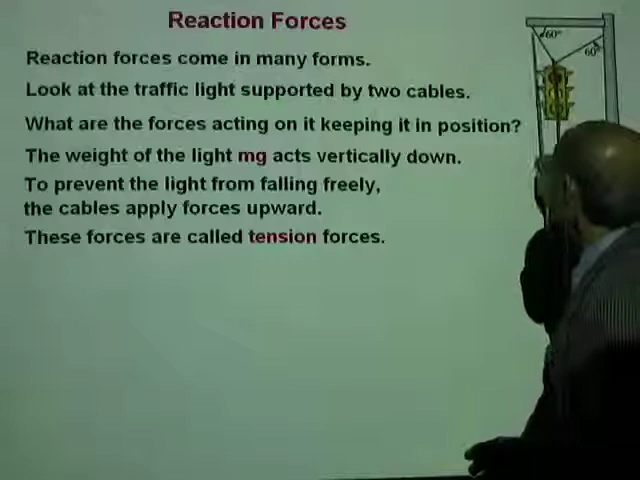 Reaction Forces
Reaction forces come in many forms.
Look at the traffic light supported by two cables.
What are the forces acting on it keeping it in position?
The weight of the light mg acts vertically down.
To prevent the light from falling freely,
the cables apply forces upward.
These forces are called tension forces.
60°
60°